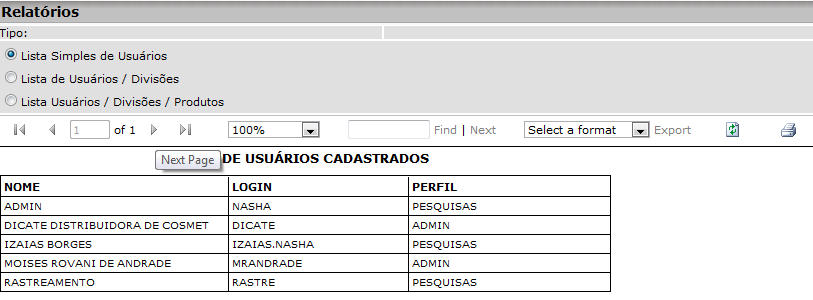 Relatórios
Tipo:
Lista Simples de Usuários
Lista de Usuários / Divisões
Lista Usuários / Divisões / Produtos
1 of 1 100% Find | Next Select a format Export
Next Page DE USUÁRIOS CADASTRADOS
NOME LOGIN PERFIL
ADMIN NASHA PESQUISAS
DICATE DISTRIBUIDORA DE COSMET DICATE ADMIN
IZAIAS BORGES IZAIAS.NASHA PESQUISAS
MOISES ROVANI DE ANDRADE MRANDRADE ADMIN
RASTREAMENTO RASTRE PESQUISAS